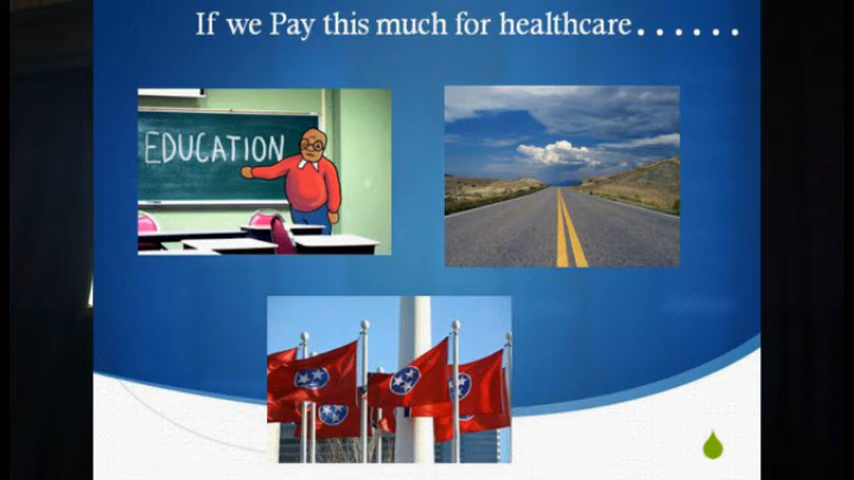 If we Pay this much for healthcare......
EDUCATION